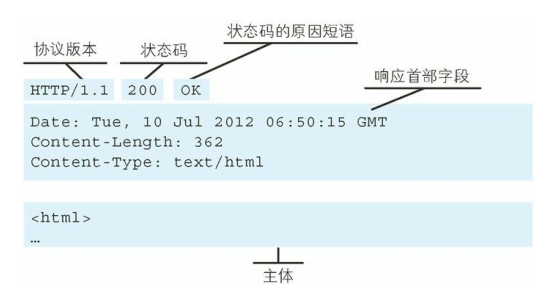 状态码的原因短语
协议版本 状态码
响应首部字段
HTTP/1.1 200 OK
Date: Tue, 10 Jul 2012 06:50:15 GMT
Content-Length: 362
Content-Type: text/html
<html>
…
主体